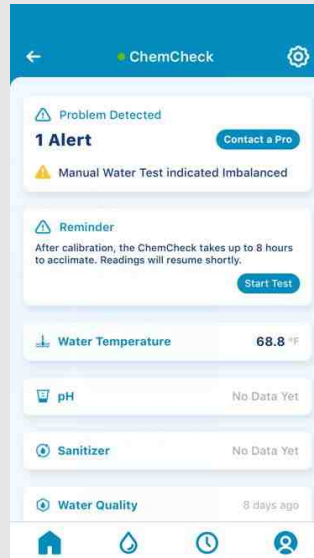 ChemCheck
Problem Detected
1 Alert
Contact a Pro
Manual Water Test indicated Imbalanced
Reminder
After calibration, the ChemCheck takes up to 8 hours
to acclimate. Readings will resume shortly.
Start Test
Water Temperature 68.8 °F
pH No Data Yet
Sanitizer No Data Yet
Water Quality 8 days ago